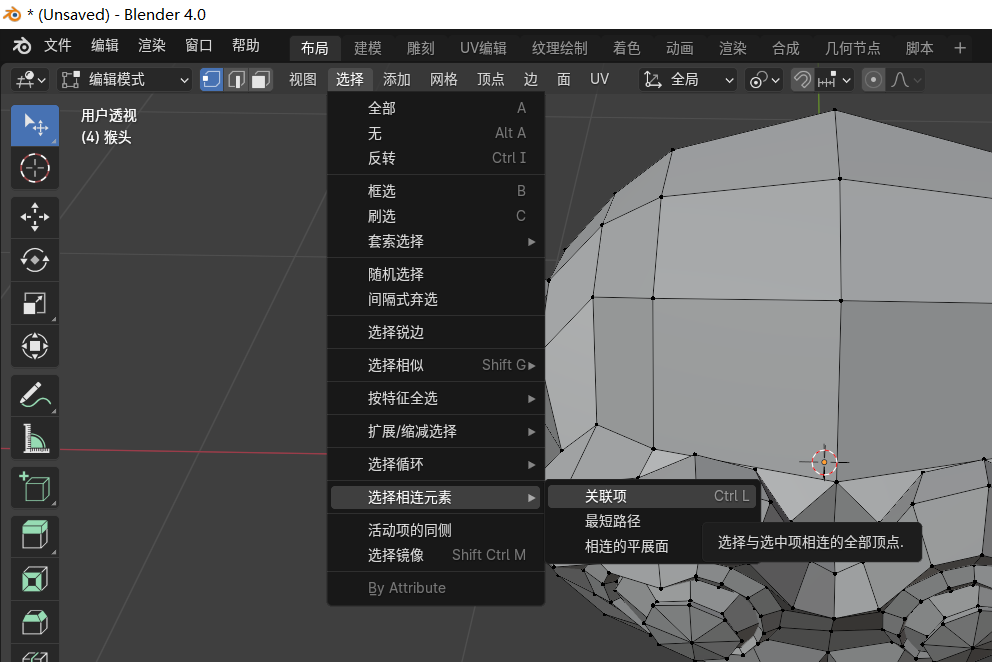 * (Unsaved) - Blender 4.0
文件 编辑 渲染 窗口 帮助 布局 建模 雕刻 UV编辑 纹理绘制 着色 动画 渲染 合成 几何节点 脚本 +
编辑模式 视图 选择 添加 网格 顶点 边 面 UV 全局
用户透视
(4) 猴头
全部 A
无 Alt A
反转 Ctrl I
框选 B
刷选 C
套索选择
随机选择
间隔式弃选
选择锐边
选择相似 Shift G
按特征全选
扩展/缩减选择
选择循环
选择相连元素
活动项的同侧
选择镜像 Shift Ctrl M
By Attribute
关联项 Ctrl L
最短路径
相连的平展面
选择与选中项相连的全部顶点.